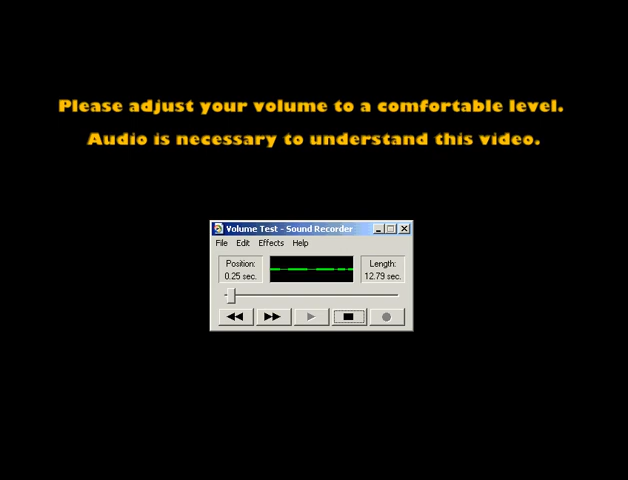 Please adjust your volume to a comfortable level.
Audio is necessary to understand this video.
Volume Test - Sound Recorder
File Edit Effects Help
Position: Length:
0.25 sec. 12.79 sec.